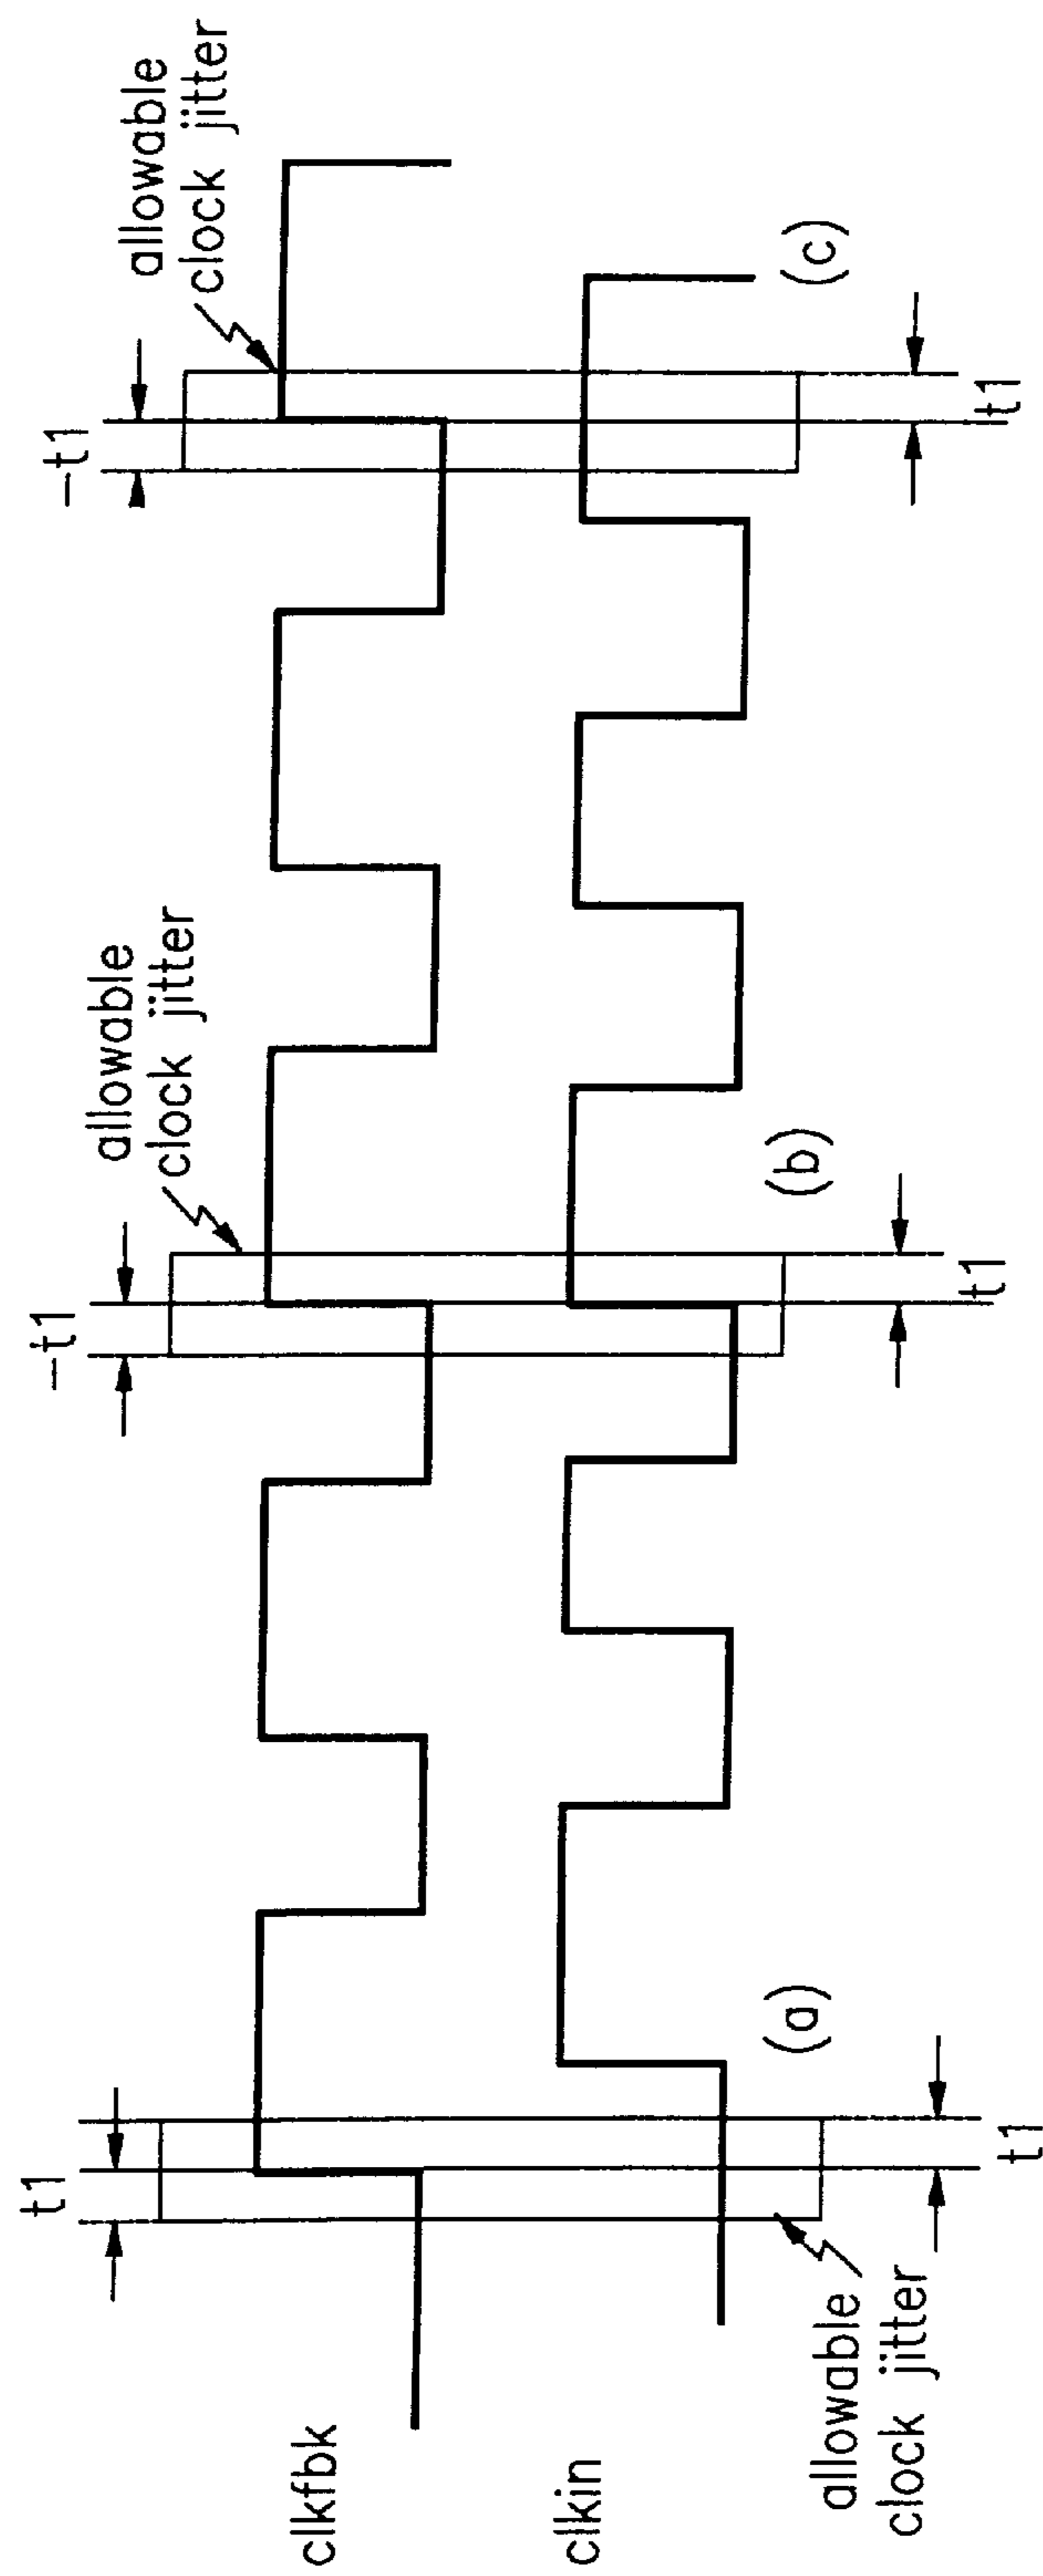 clkfbk
clkin
t1
allowable
clock jitter
t1
(a)
-t1
allowable
clock jitter
t1
(b)
-t1
allowable
clock jitter
t1
(c)